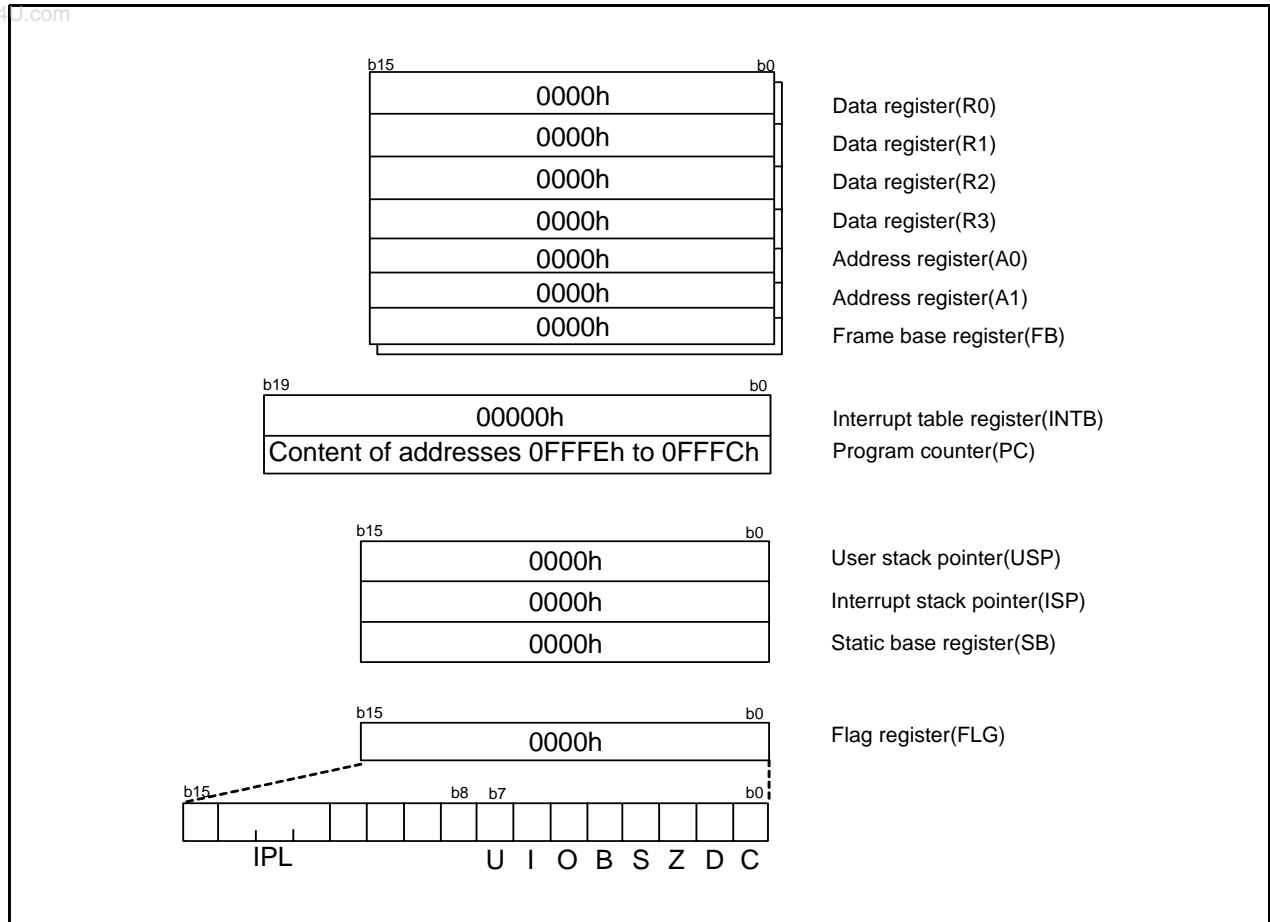 4U.com
b15 b0
0000h Data register(R0)
0000h Data register(R1)
0000h Data register(R2)
0000h Data register(R3)
0000h Address register(A0)
0000h Address register(A1)
0000h Frame base register(FB)
b19 b0
00000h Interrupt table register(INTB)
Content of addresses 0FFFEh to 0FFFCh Program counter(PC)
b15 b0
0000h User stack pointer(USP)
0000h Interrupt stack pointer(ISP)
0000h Static base register(SB)
b15 b0
0000h Flag register(FLG)
b15 b8 b7 b0
IPL U I O B S Z D C